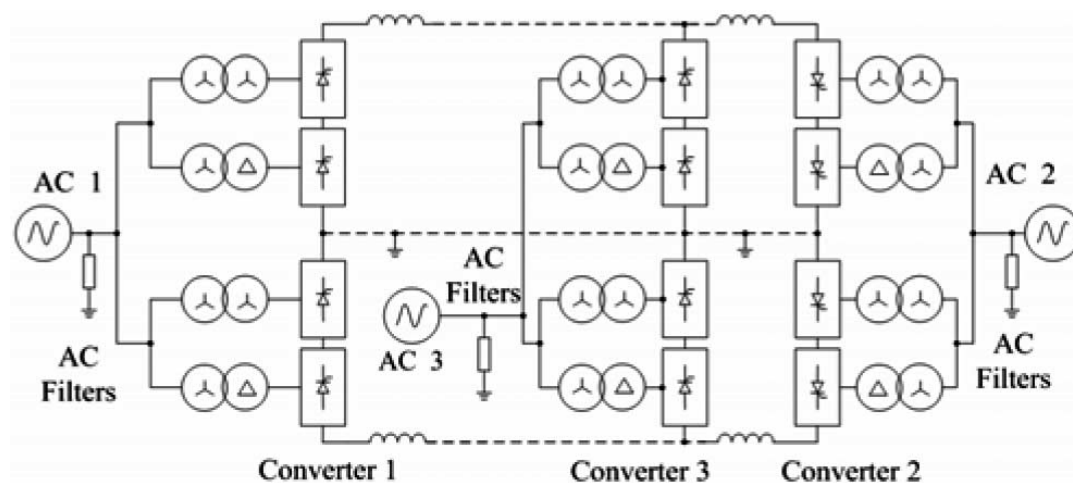 AC 1
AC
Filters
AC
Filters
AC 3
AC 2
AC
Filters
Converter 1
Converter 3
Converter 2